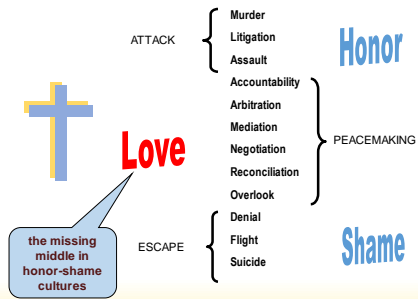 Murder
ATTACK
Litigation
Assault
Honor
Accountability
Arbitration
Mediation
Negotiation
Reconciliation
Overlook
PEACEMAKING
Love
the missing
middle in
honor-shame
cultures
ESCAPE
Denial
Flight
Suicide
Shame